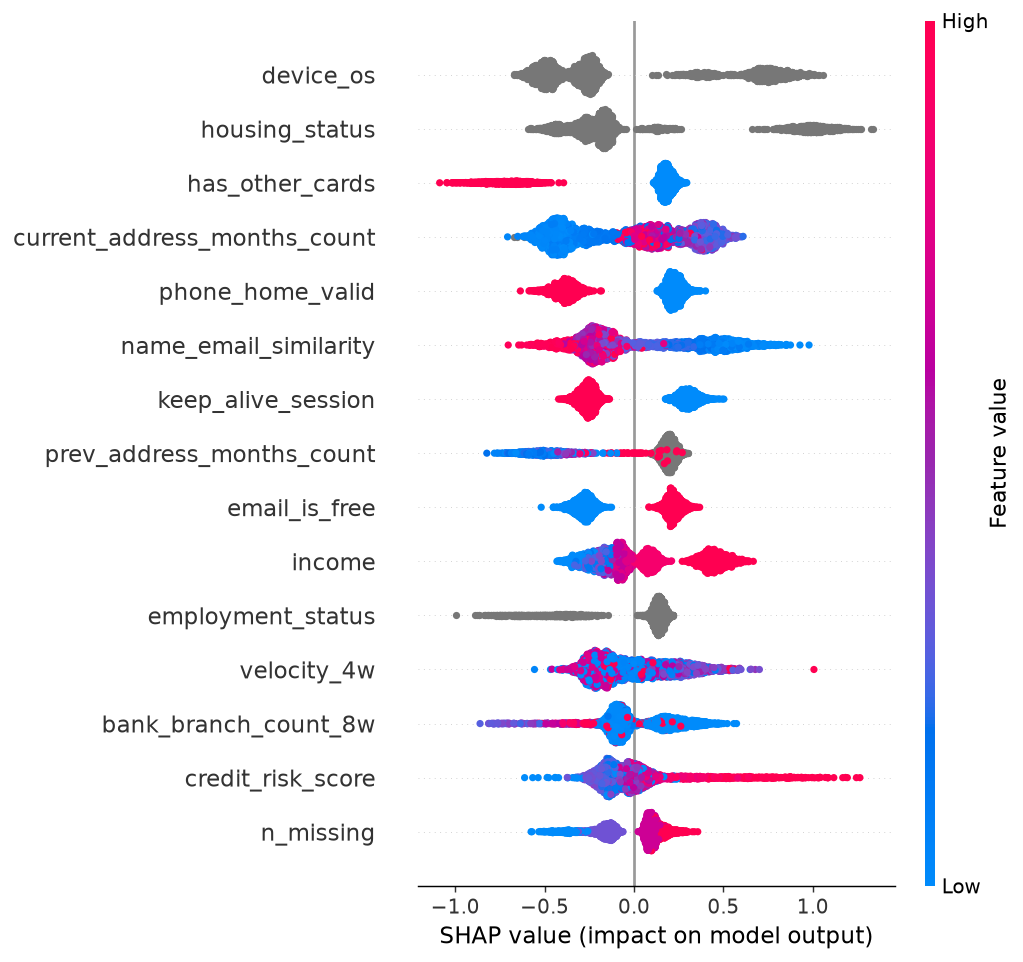 High
device_os
housing_status
has_other_cards
current_address_months_count
phone_home_valid
name_email_similarity
keep_alive_session
prev_address_months_count
email_is_free
income
employment_status
velocity_4w
bank_branch_count_8w
credit_risk_score
n_missing
Feature value
Low
−1.0 −0.5 0.0 0.5 1.0
SHAP value (impact on model output)